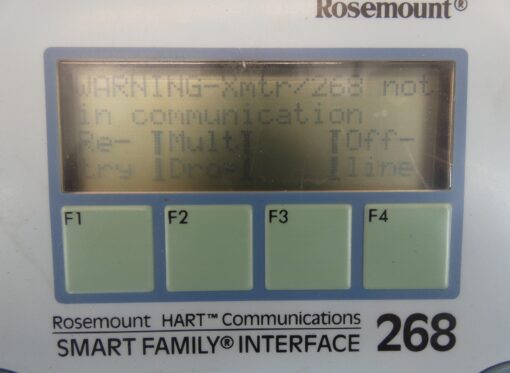 Rosemount®
WARNING-Xmtr/268 not
in communication
Re- Mult Off-
try Drop line
F1 F2 F3 F4
Rosemount HART™ Communications
SMART FAMILY® INTERFACE 268